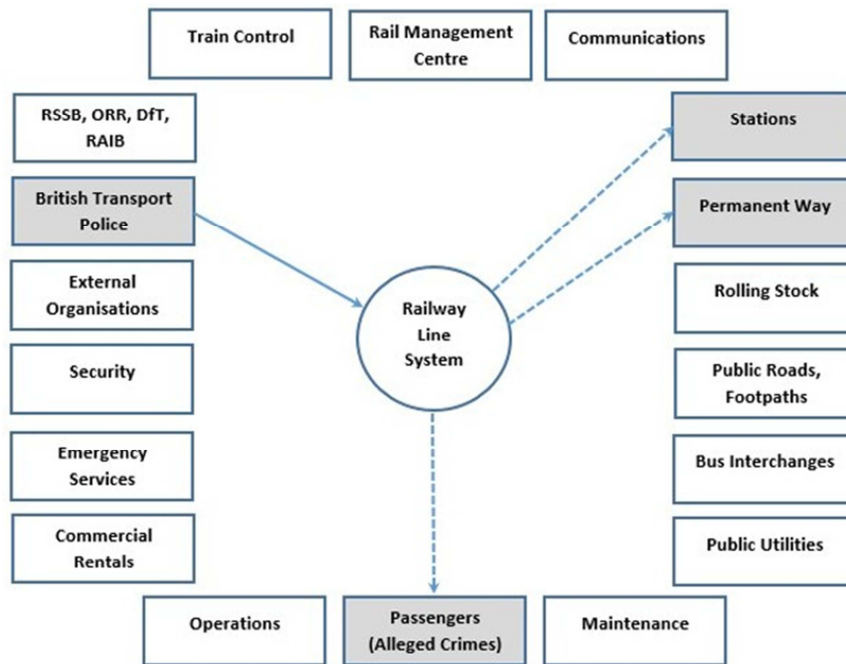 Train Control
Rail Management
Centre
Communications
RSSB, ORR, DfT,
RAIB
British Transport
Police
External
Organisations
Security
Emergency
Services
Commercial
Rentals
Railway
Line
System
Stations
Permanent Way
Rolling Stock
Public Roads,
Footpaths
Bus Interchanges
Public Utilities
Operations
Passengers
(Alleged Crimes)
Maintenance